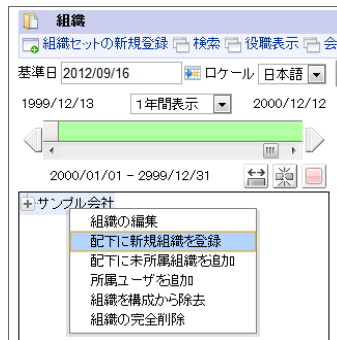 組織
組織セットの新規登録 検索 役職表示 会
基準日 2012/09/16 ロケール 日本語
1999/12/13 1年間表示 2000/12/12
2000/01/01 - 2999/12/31
サンプル会社
組織の編集
配下に新規組織を登録
配下に未所属組織を追加
所属ユーザを追加
組織を構成から除去
組織の完全削除